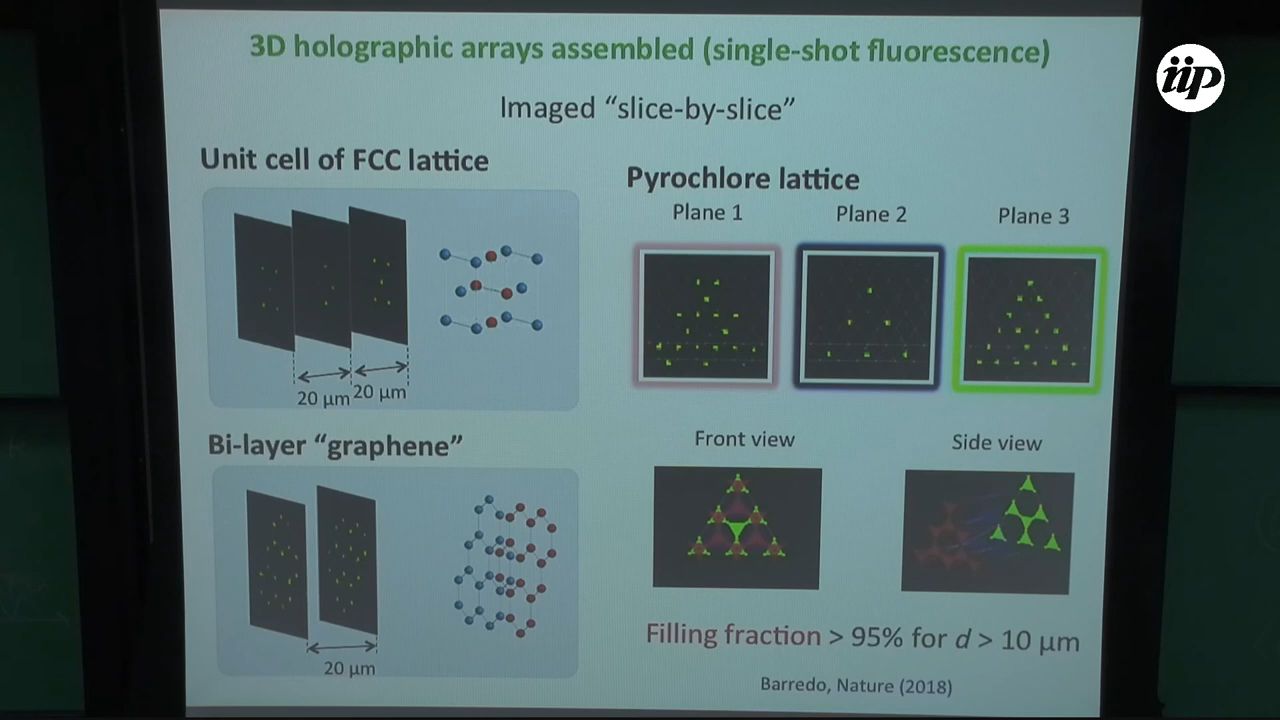 3D holographic arrays assembled (single-shot fluorescence)
Imaged “slice-by-slice”
Unit cell of FCC lattice
20 µm
20 µm
Bi-layer “graphene”
20 µm
Pyrochlore lattice
Plane 1
Plane 2
Plane 3
Front view
Side view
Filling fraction > 95% for d > 10 µm
Barredo, Nature (2018)
iip